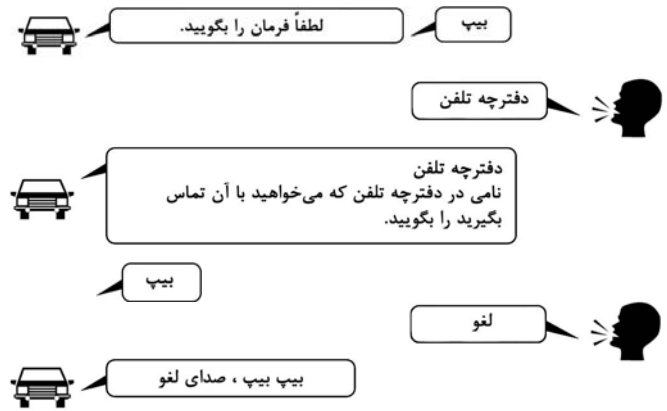 بیپ
لطفاً فرمان را بگویید.
دفترچه تلفن
دفترچه تلفن
نامی در دفترچه تلفن که می‌خواهید با آن تماس
بگیرید را بگویید.
بیپ
لغو
بیپ بیپ ، صدای لغو